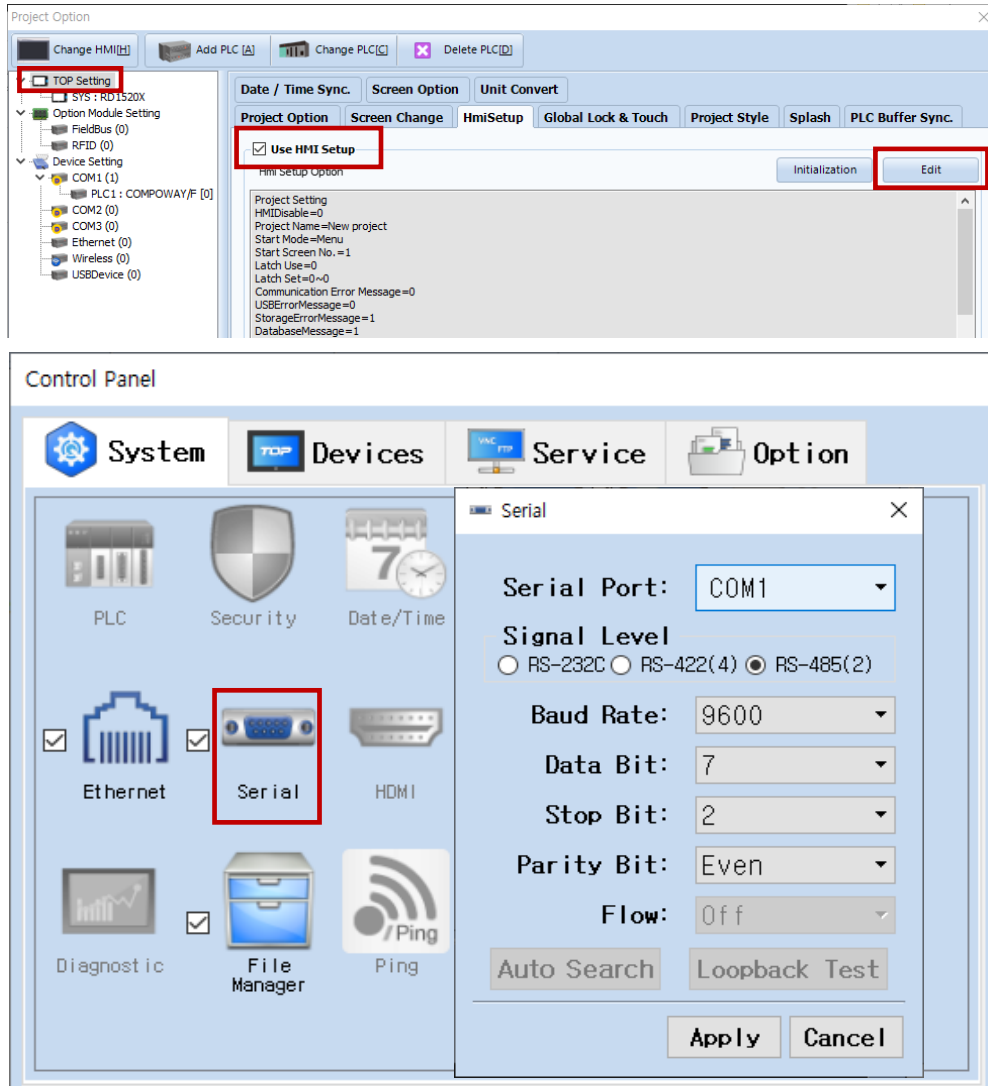 Project Option
Change HMI[H] Add PLC [A] Change PLC[C] Delete PLC[D]
TOP Setting
SYS : RD1520X
Option Module Setting
FieldBus (0)
RFID (0)
Device Setting
COM1 (1)
PLC1 : COMPOWAY/F [0]
COM2 (0)
COM3 (0)
Ethernet (0)
Wireless (0)
USBDevice (0)
Date / Time Sync. Screen Option Unit Convert
Project Option Screen Change HmiSetup Global Lock & Touch Project Style Splash PLC Buffer Sync.
Use HMI Setup
Hmi Setup Option
Initialization Edit
Project Setting
HMIDisable=0
Project Name=New project
Start Mode=Menu
Start Screen No.=1
Latch Use=0
Latch Set=0~0
Communication Error Message=0
USBErrorMessage=0
StorageErrorMessage=1
DatabaseMessage=1
Control Panel
System TOP Devices VNC FTP Service Option
PLC Security 7 Date/Time
Ethernet Serial HDMI
Diagnostic File Manager /Ping Ping
Serial
Serial Port: COM1
Signal Level
RS-232C RS-422(4) RS-485(2)
Baud Rate: 9600
Data Bit: 7
Stop Bit: 2
Parity Bit: Even
Flow: Off
Auto Search Loopback Test
Apply Cancel